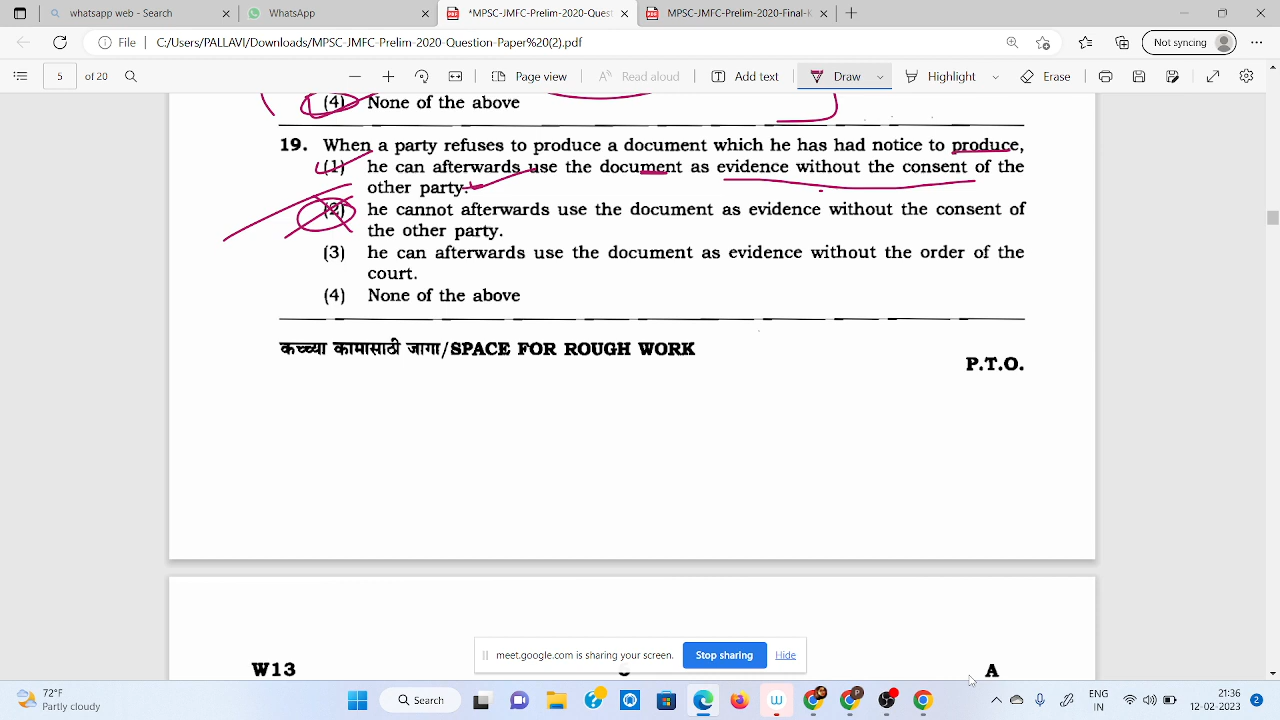 whatsapp web - Search
WhatsApp
*MPSC-JMFC-Prelim-2020-Quest
MPSC-JMFC-Prelim-2020-Final-K
File
C:/Users/PALLAVI/Downloads/MPSC-JMFC-Prelim-2020-Question-Paper%20(2).pdf
Not syncing
5 of 20
Page view
Read aloud
Add text
Draw
Highlight
Erase
(4) None of the above
19. When a party refuses to produce a document which he has had notice to produce,
(1) he can afterwards use the document as evidence without the consent of the
other party.
(2) he cannot afterwards use the document as evidence without the consent of
the other party.
(3) he can afterwards use the document as evidence without the order of the
court.
(4) None of the above
कच्च्या कामासाठी जागा/SPACE FOR ROUGH WORK
P.T.O.
W13
A
meet.google.com is sharing your screen.
Stop sharing
Hide
72°F
Partly cloudy
Search
ENG
IN
21:36
12-02-2023
2